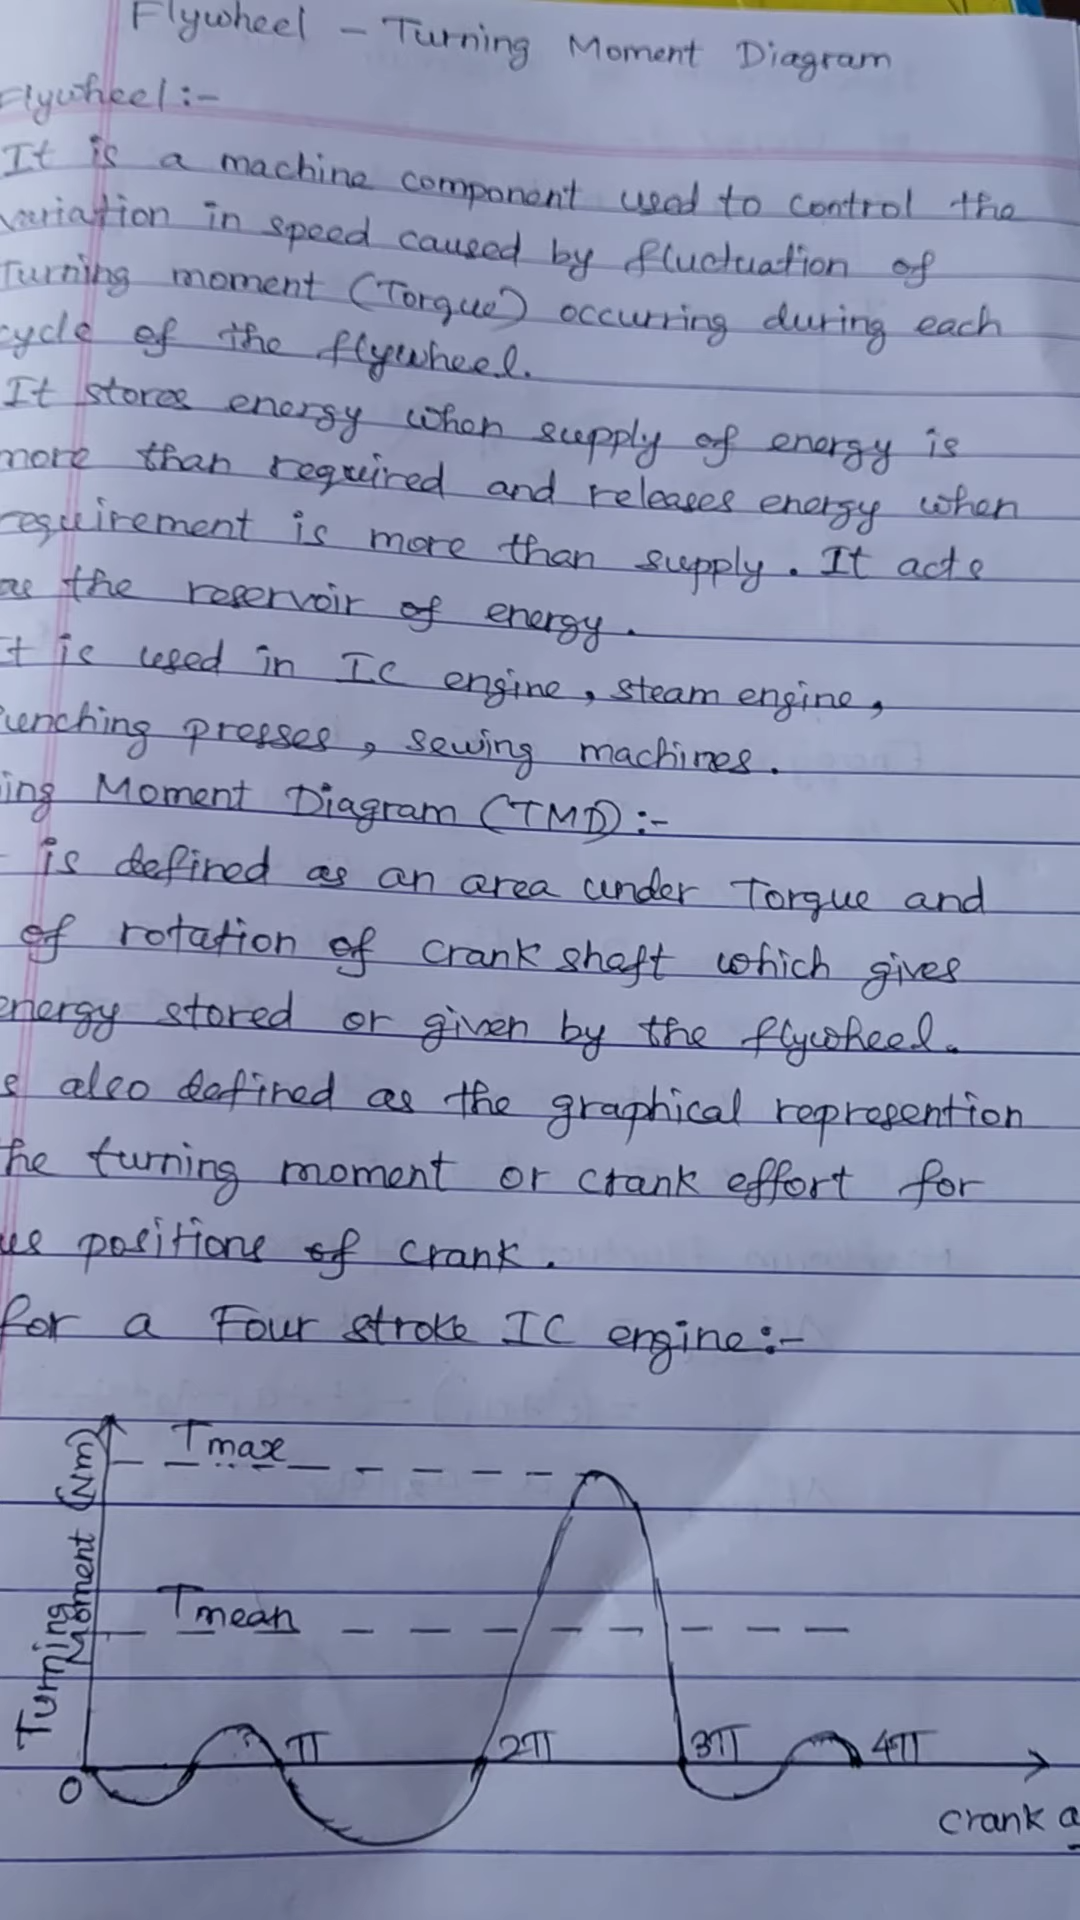 Flywheel - Turning Moment Diagram
Flywheel :-
It is a machine component used to control the
variation in speed caused by fluctuation of
Turning moment (Torque) occurring during each
cycle of the flywheel.
It stores energy when supply of energy is
more than required and releases energy when
requirement is more than supply. It acts
as the reservoir of energy.
It is used in IC engine, steam engine,
Punching presses, sewing machines.
ing Moment Diagram (TMD) :-
is defined as an area under Torque and
of rotation of crank shaft which gives
energy stored or given by the flywheel.
s also defined as the graphical represention
he turning moment or crank effort for
us positions of crank.
for a Four stroke IC engine :-
Tmax
Turning Moment (Nm)
Tmean
0 π 2π 3π 4π
crank a